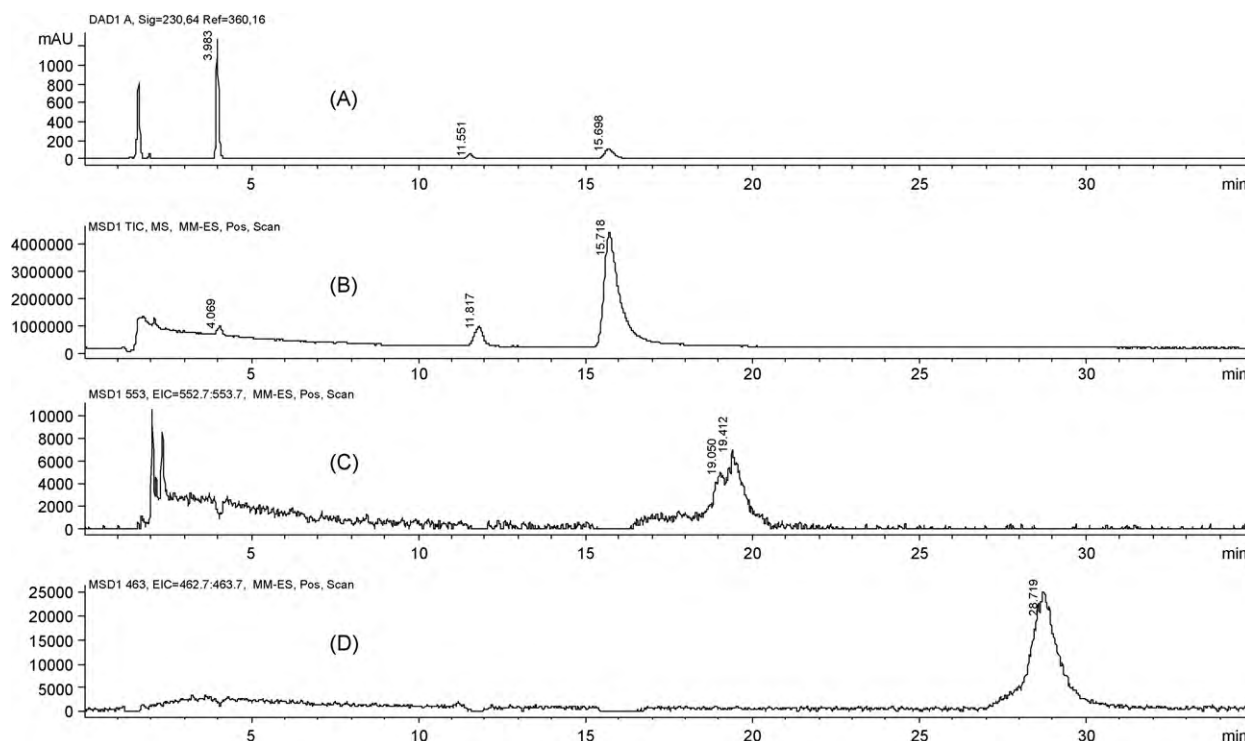 DAD1 A, Sig=230,64 Ref=360,16
mAU
3.983
1000
800
600
400
200
0
(A)
11.551
15.698
5 10 15 20 25 30 min
MSD1 TIC, MS, MM-ES, Pos, Scan
4000000
3000000
2000000
1000000
0
4.069
(B)
11.817
15.718
5 10 15 20 25 30 min
MSD1 553, EIC=552.7:553.7, MM-ES, Pos, Scan
10000
8000
6000
4000
2000
0
(C)
19.050
19.412
5 10 15 20 25 30 min
MSD1 463, EIC=462.7:463.7, MM-ES, Pos, Scan
25000
20000
15000
10000
5000
0
(D)
28.719
5 10 15 20 25 30 min